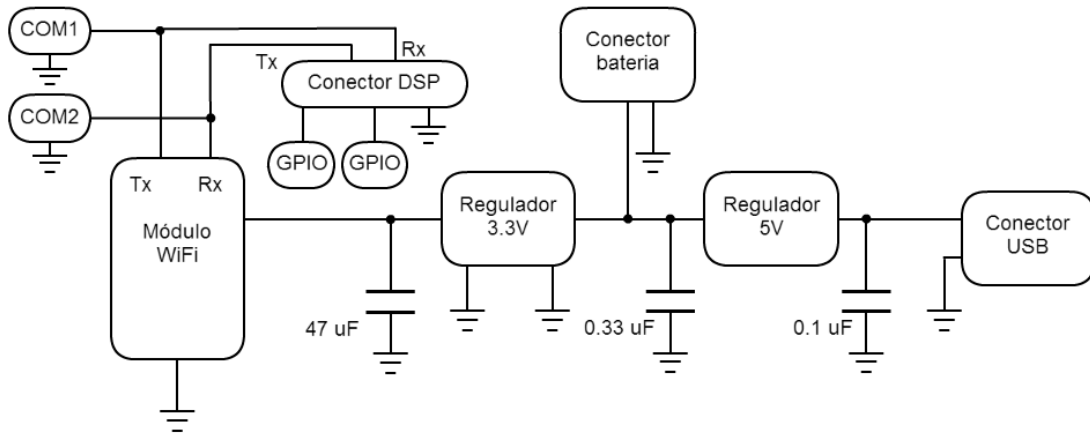 COM1
COM2
Tx
Rx
Conector DSP
GPIO
GPIO
Conector
bateria
Tx
Rx
Módulo
WiFi
Regulador
3.3V
Regulador
5V
Conector
USB
47 uF
0.33 uF
0.1 uF